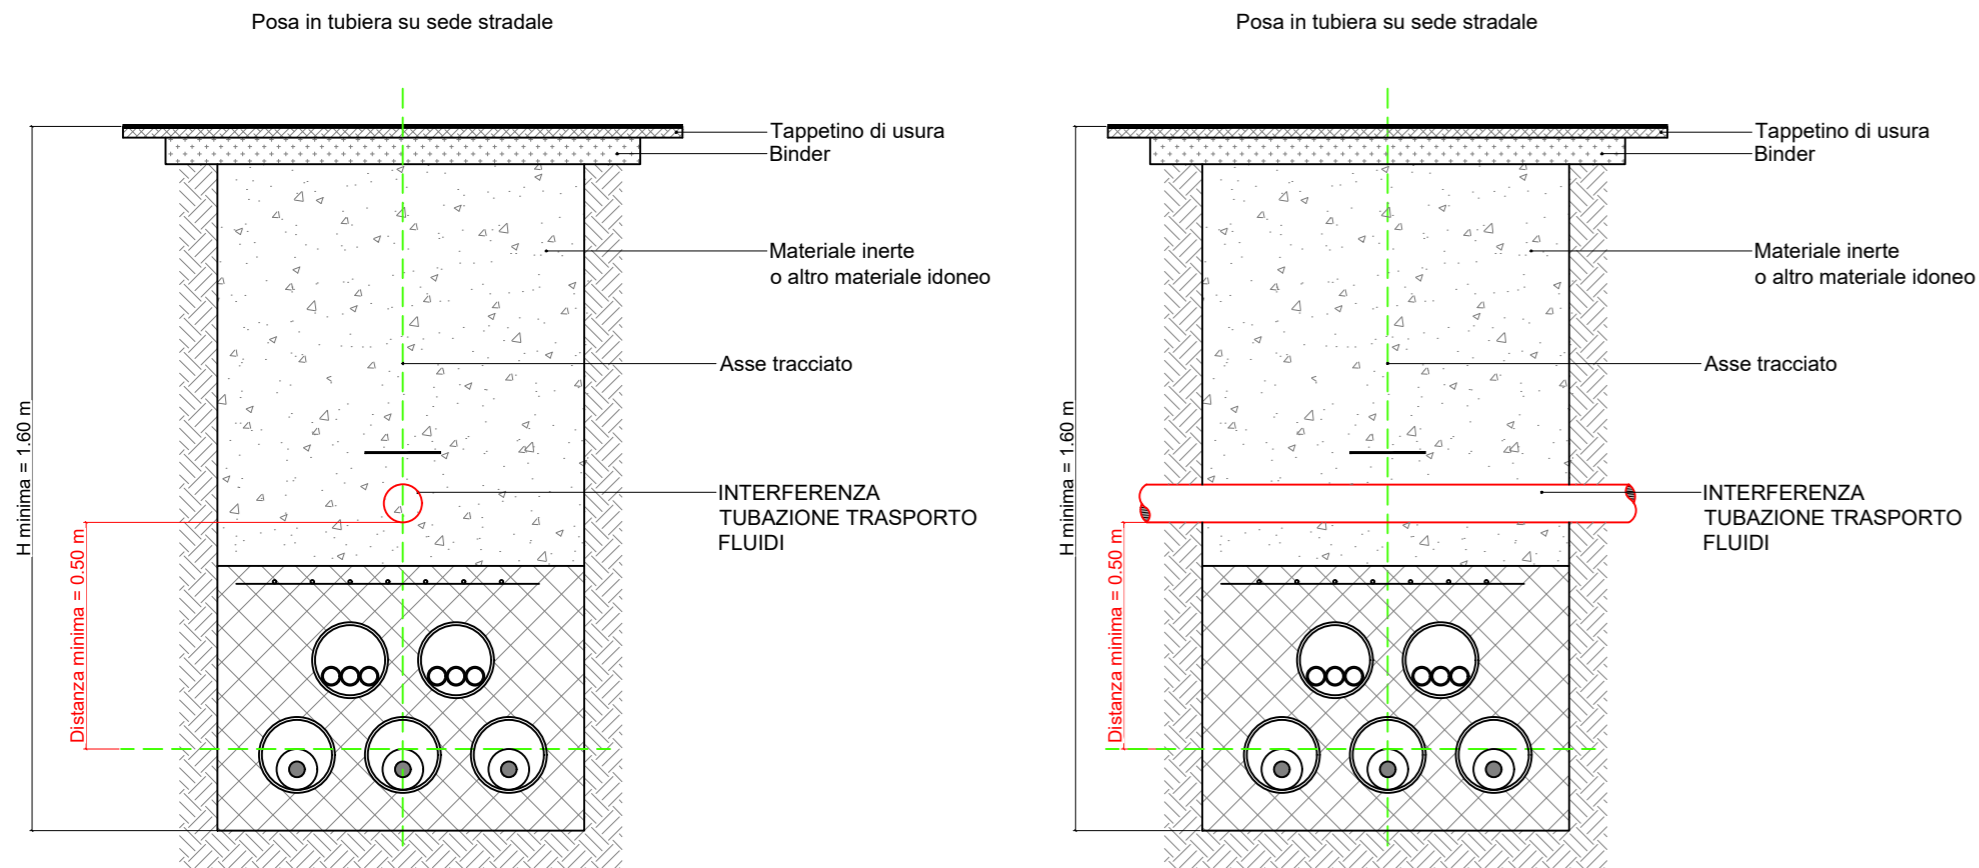 Posa in tubiera su sede stradale
Tappetino di usura
Binder
Materiale inerte
o altro materiale idoneo
Asse tracciato
INTERFERENZA
TUBAZIONE TRASPORTO
FLUIDI
H minima = 1.60 m
Distanza minima = 0.50 m
Posa in tubiera su sede stradale
Tappetino di usura
Binder
Materiale inerte
o altro materiale idoneo
Asse tracciato
INTERFERENZA
TUBAZIONE TRASPORTO
FLUIDI
H minima = 1.60 m
Distanza minima = 0.50 m